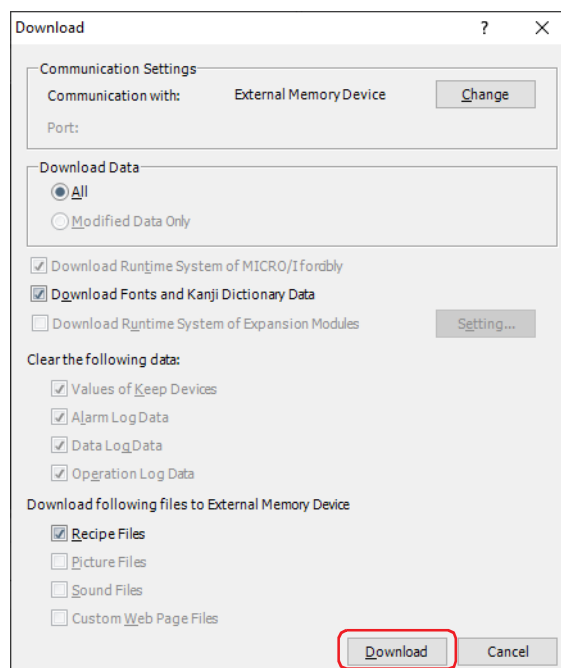 Download
?
Communication Settings
Communication with: External Memory Device Change
Port:
Download Data
All
Modified Data Only
Download Runtime System of MICRO/I forcibly
Download Fonts and Kanji Dictionary Data
Download Runtime System of Expansion Modules Setting...
Clear the following data:
Values of Keep Devices
Alarm Log Data
Data Log Data
Operation Log Data
Download following files to External Memory Device
Recipe Files
Picture Files
Sound Files
Custom Web Page Files
Download Cancel